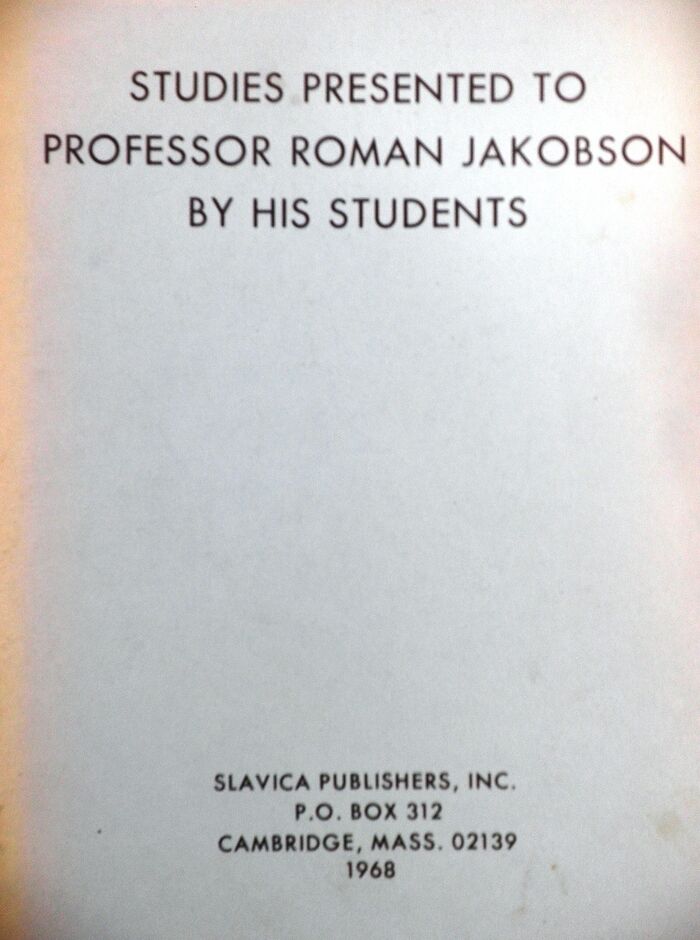 STUDIES PRESENTED TO
PROFESSOR ROMAN JAKOBSON
BY HIS STUDENTS
SLAVICA PUBLISHERS, INC.
P.O. BOX 312
CAMBRIDGE, MASS. 02139
1968